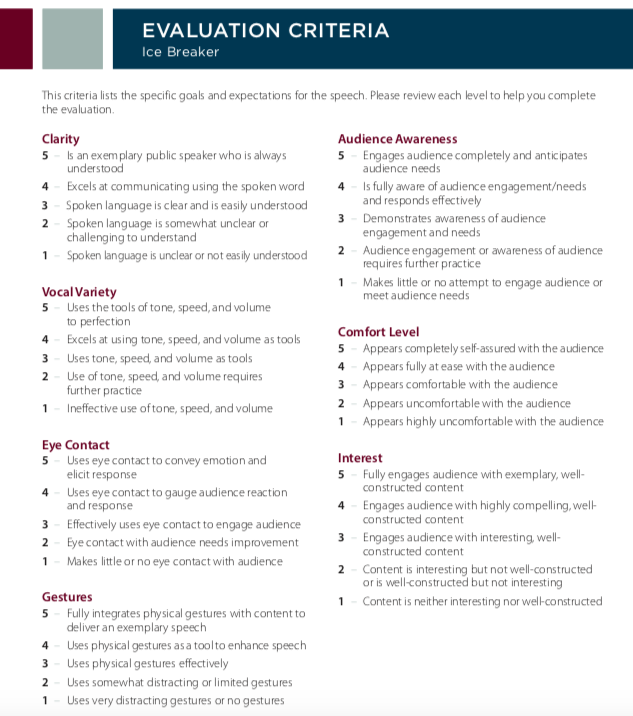 EVALUATION CRITERIA
Ice Breaker
This criteria lists the specific goals and expectations for the speech. Please review each level to help you complete
the evaluation.
Clarity
5 – Is an exemplary public speaker who is always
understood
4 – Excels at communicating using the spoken word
3 – Spoken language is clear and is easily understood
2 – Spoken language is somewhat unclear or
challenging to understand
1 – Spoken language is unclear or not easily understood
Vocal Variety
5 – Uses the tools of tone, speed, and volume
to perfection
4 – Excels at using tone, speed, and volume as tools
3 – Uses tone, speed, and volume as tools
2 – Use of tone, speed, and volume requires
further practice
1 – Ineffective use of tone, speed, and volume
Eye Contact
5 – Uses eye contact to convey emotion and
elicit response
4 – Uses eye contact to gauge audience reaction
and response
3 – Effectively uses eye contact to engage audience
2 – Eye contact with audience needs improvement
1 – Makes little or no eye contact with audience
Gestures
5 – Fully integrates physical gestures with content to
deliver an exemplary speech
4 – Uses physical gestures as a tool to enhance speech
3 – Uses physical gestures effectively
2 – Uses somewhat distracting or limited gestures
1 – Uses very distracting gestures or no gestures
Audience Awareness
5 – Engages audience completely and anticipates
audience needs
4 – Is fully aware of audience engagement/needs
and responds effectively
3 – Demonstrates awareness of audience
engagement and needs
2 – Audience engagement or awareness of audience
requires further practice
1 – Makes little or no attempt to engage audience or
meet audience needs
Comfort Level
5 – Appears completely self-assured with the audience
4 – Appears fully at ease with the audience
3 – Appears comfortable with the audience
2 – Appears uncomfortable with the audience
1 – Appears highly uncomfortable with the audience
Interest
5 – Fully engages audience with exemplary, well-
constructed content
4 – Engages audience with highly compelling, well-
constructed content
3 – Engages audience with interesting, well-
constructed content
2 – Content is interesting but not well-constructed
or is well-constructed but not interesting
1 – Content is neither interesting nor well-constructed